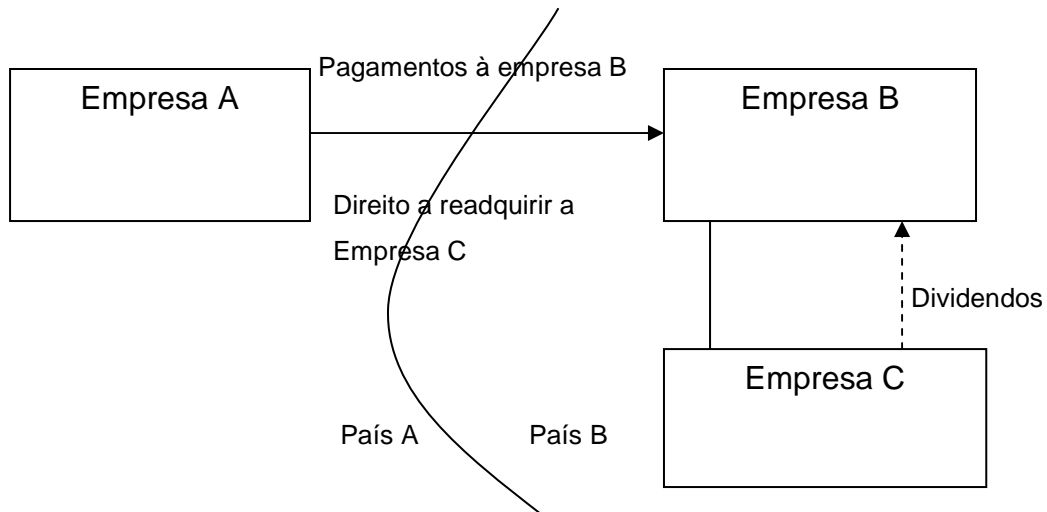 Pagamentos à empresa B
Empresa A
Empresa B
Direito a readquirir a
Empresa C
Dividendos
Empresa C
País A
País B